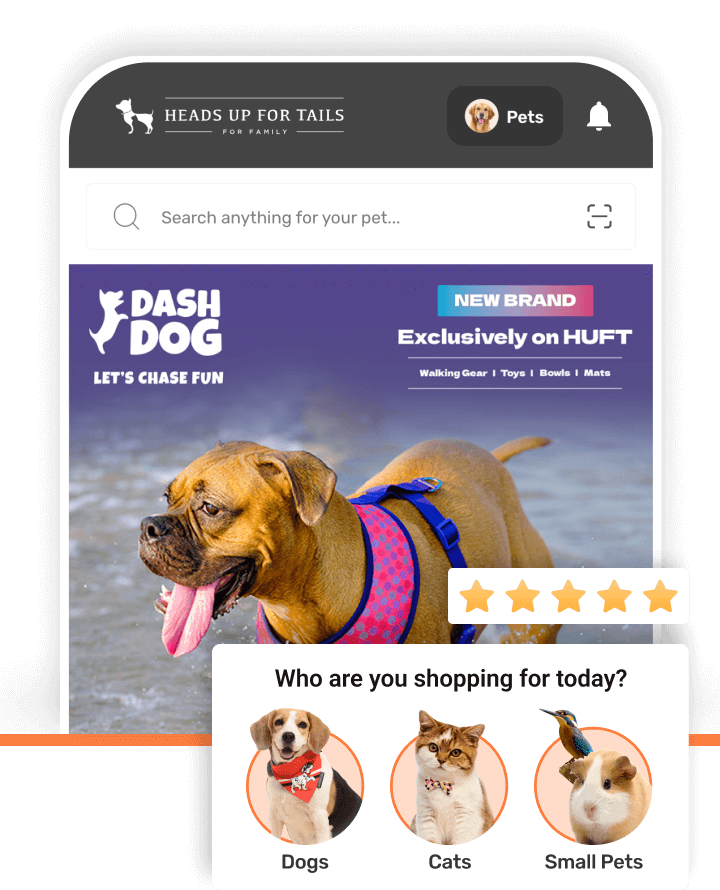 HEADS UP FOR TAILS
FOR FAMILY
Pets
Search anything for your pet...
DASH
DOG
LET'S CHASE FUN
NEW BRAND
Exclusively on HUFT
Walking Gear | Toys | Bowls | Mats
Who are you shopping for today?
Dogs
Cats
Small Pets